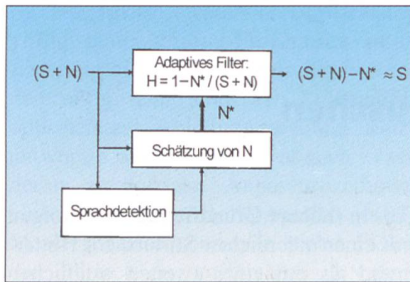 Adaptives Filter:
(S + N)
H = 1–N* / (S + N)
(S + N)–N* ≈ S
N*
Schätzung von N
Sprachdetektion